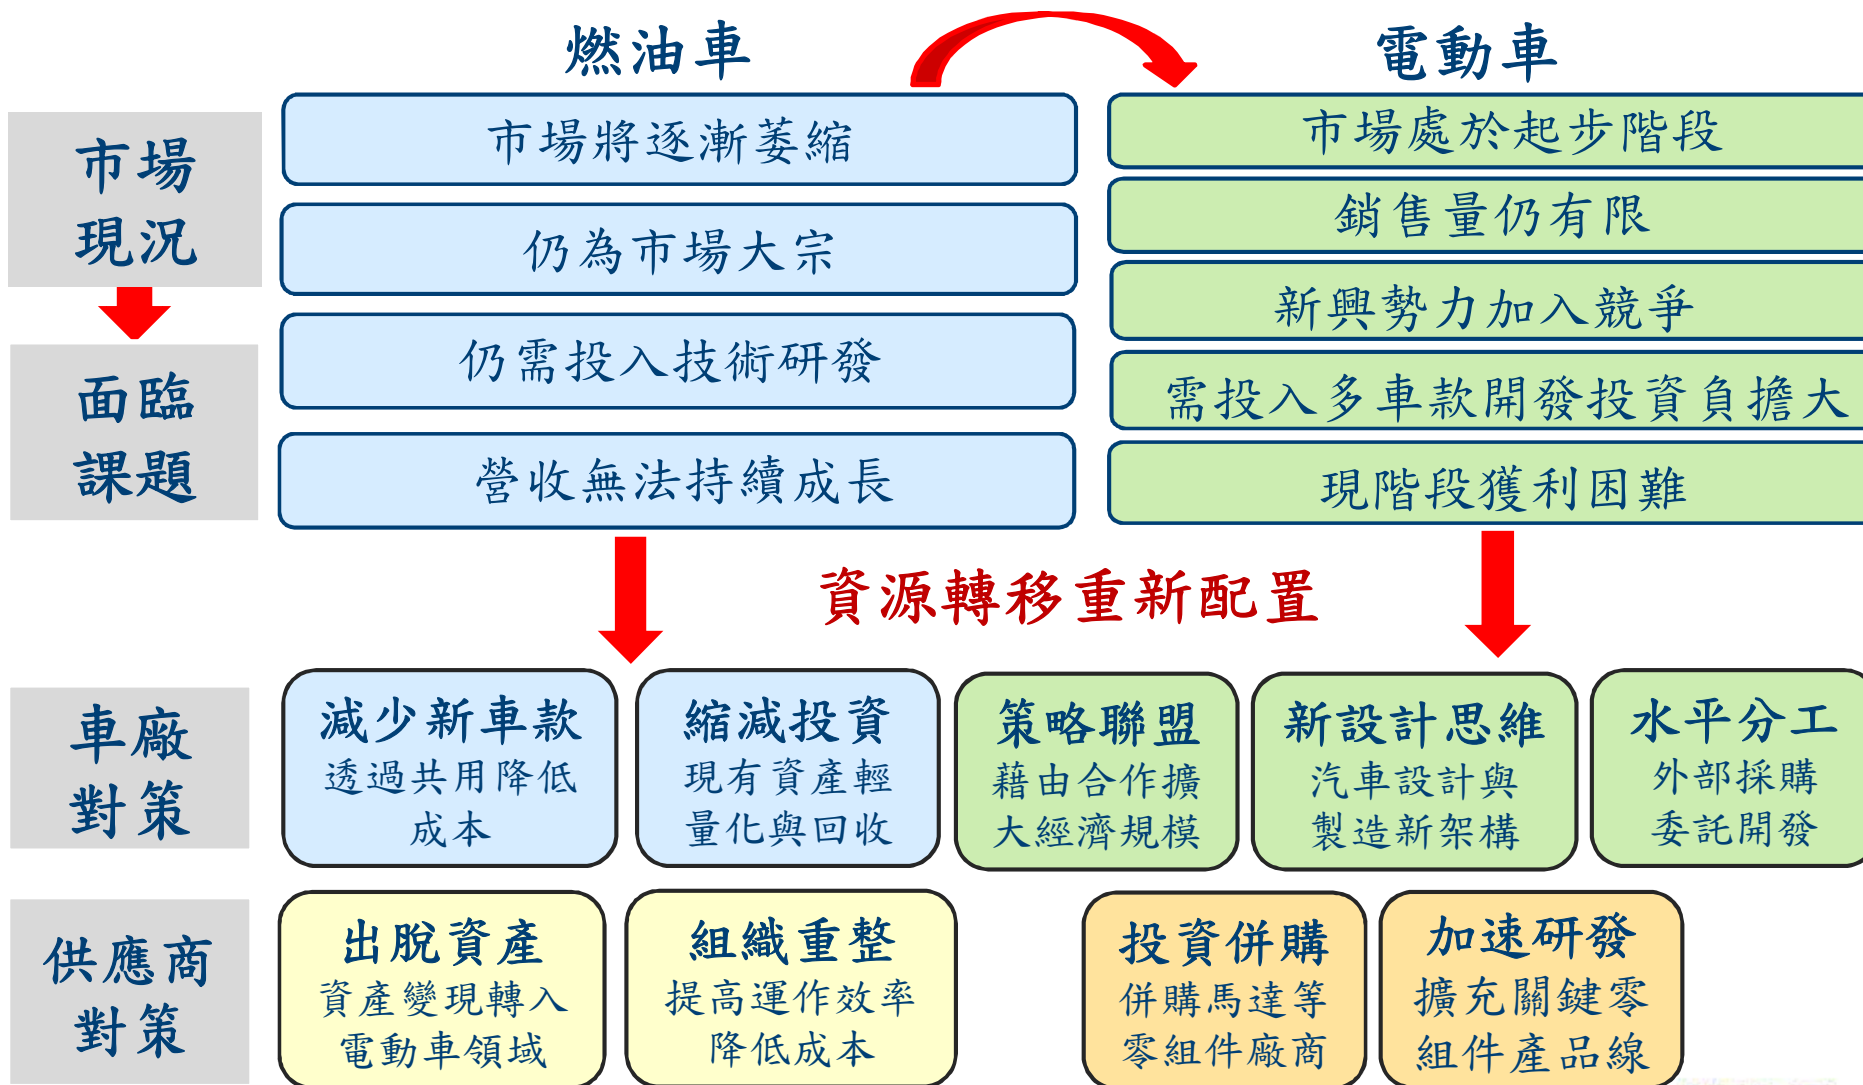 燃油車
電動車
市場
現況
市場將逐漸萎縮
仍為市場大宗
市場處於起步階段
銷售量仍有限
新興勢力加入競爭
面臨
課題
仍需投入技術研發
營收無法持續成長
需投入多車款開發投資負擔大
現階段獲利困難
資源轉移重新配置
車廠
對策
減少新車款
透過共用降低
成本
縮減投資
現有資產輕
量化與回收
策略聯盟
藉由合作擴
大經濟規模
新設計思維
汽車設計與
製造新架構
水平分工
外部採購
委託開發
供應商
對策
出脫資產
資產變現轉入
電動車領域
組織重整
提高運作效率
降低成本
投資併購
併購馬達等
零組件廠商
加速研發
擴充關鍵零
組件產品線